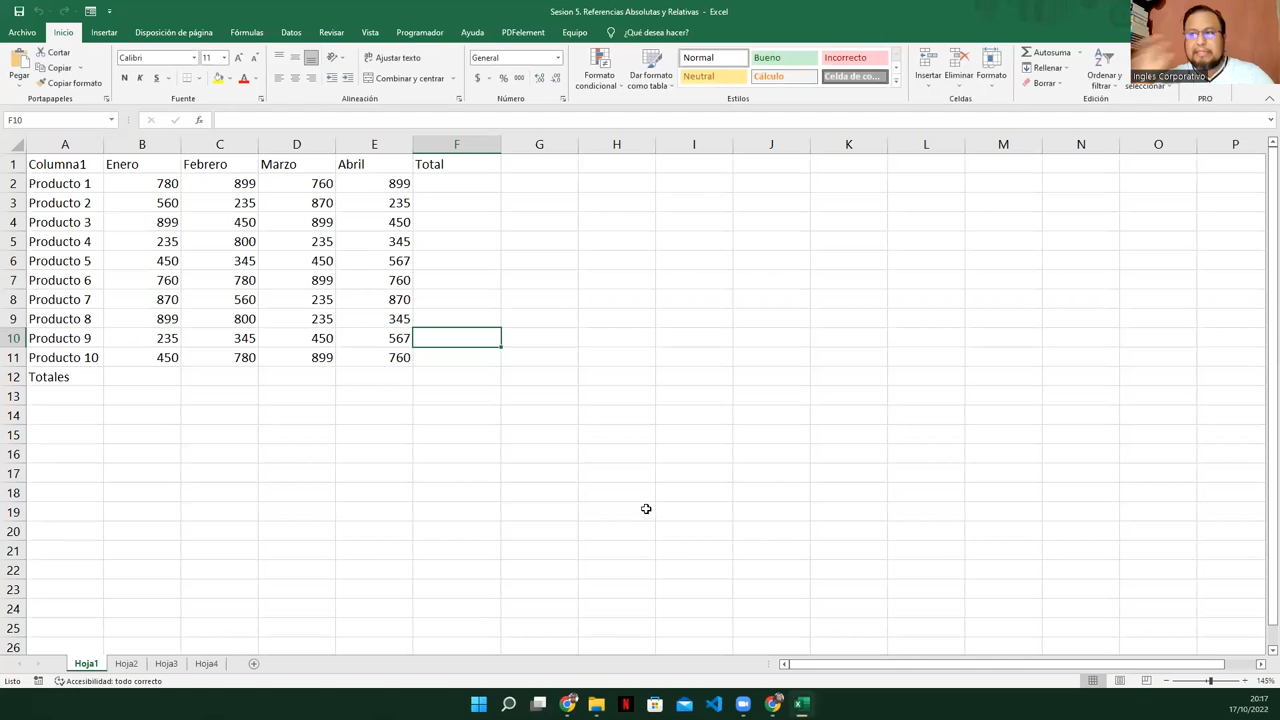 Sesion 5. Referencias Absolutas y Relativas - Excel
Archivo Inicio Insertar Disposición de página Fórmulas Datos Revisar Vista Programador Ayuda PDFelement Equipo ¿Qué desea hacer?
Pegar
Cortar
Copiar
Copiar formato
Portapapeles
Calibri 11
N K S
Fuente
Ajustar texto
Combinar y centrar
Alineación
General
$ % 000
Número
Formato condicional
Dar formato como tabla
Normal Bueno Incorrecto
Neutral Cálculo Celda de co...
Estilos
Insertar Eliminar Formato
Celdas
Autosuma
Rellenar
Borrar
Ordenar y filtrar
Edición
PRO
Ingles Corporativo
F10 fx
A B C D E F G H I J K L M N O P
1 Columna1 Enero Febrero Marzo Abril Total
2 Producto 1 780 899 760 899
3 Producto 2 560 235 870 235
4 Producto 3 899 450 899 450
5 Producto 4 235 800 235 345
6 Producto 5 450 345 450 567
7 Producto 6 760 780 899 760
8 Producto 7 870 560 235 870
9 Producto 8 899 800 235 345
10 Producto 9 235 345 450 567
11 Producto 10 450 780 899 760
12 Totales
13
14
15
16
17
18
19
20
21
22
23
24
25
26
Hoja1 Hoja2 Hoja3 Hoja4
Listo Accesibilidad: todo correcto 145%
20:17
17/10/2022